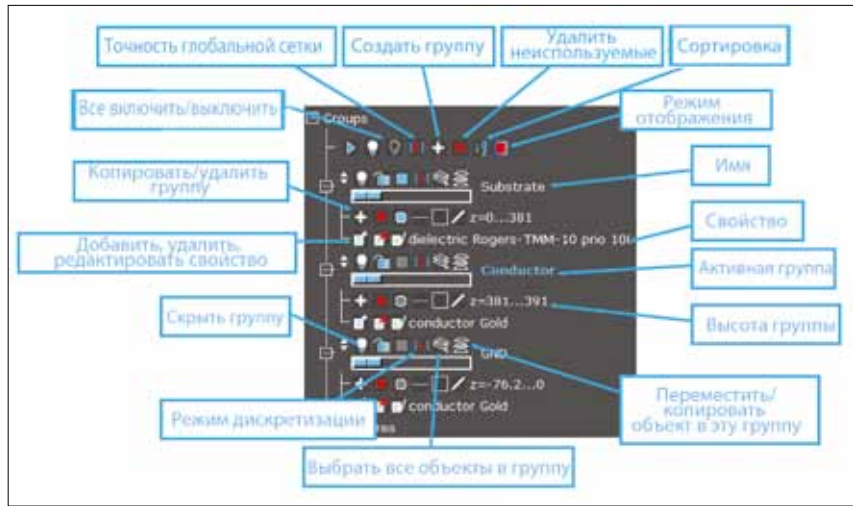 Точность глобальной сетки
Создать группу
Удалить
неиспользуемые
Сортировка
Все включить/выключить
Режим
отображения
Groups
Копировать/удалить
группу
Substrate
Имя
z=0...381
Свойство
Добавить, удалить,
редактировать свойство
dielectric Rogers-TMM-10 prio
Conductor
Активная группа
z=381...391
Скрыть группу
Высота группы
conductor Gold
GND
z=-76.2...0
Переместить/
копировать
объект в эту группу
Режим дискретизации
conductor Gold
Выбрать все объекты в группу